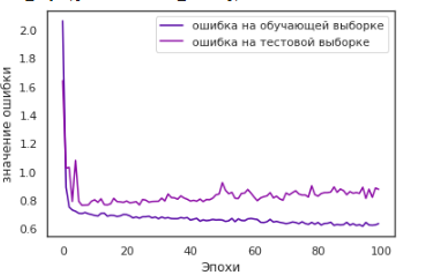 ошибка на обучающей выборке
ошибка на тестовой выборке
значение ошибки
2.0
1.8
1.6
1.4
1.2
1.0
0.8
0.6
0 20 40 60 80 100
Эпохи